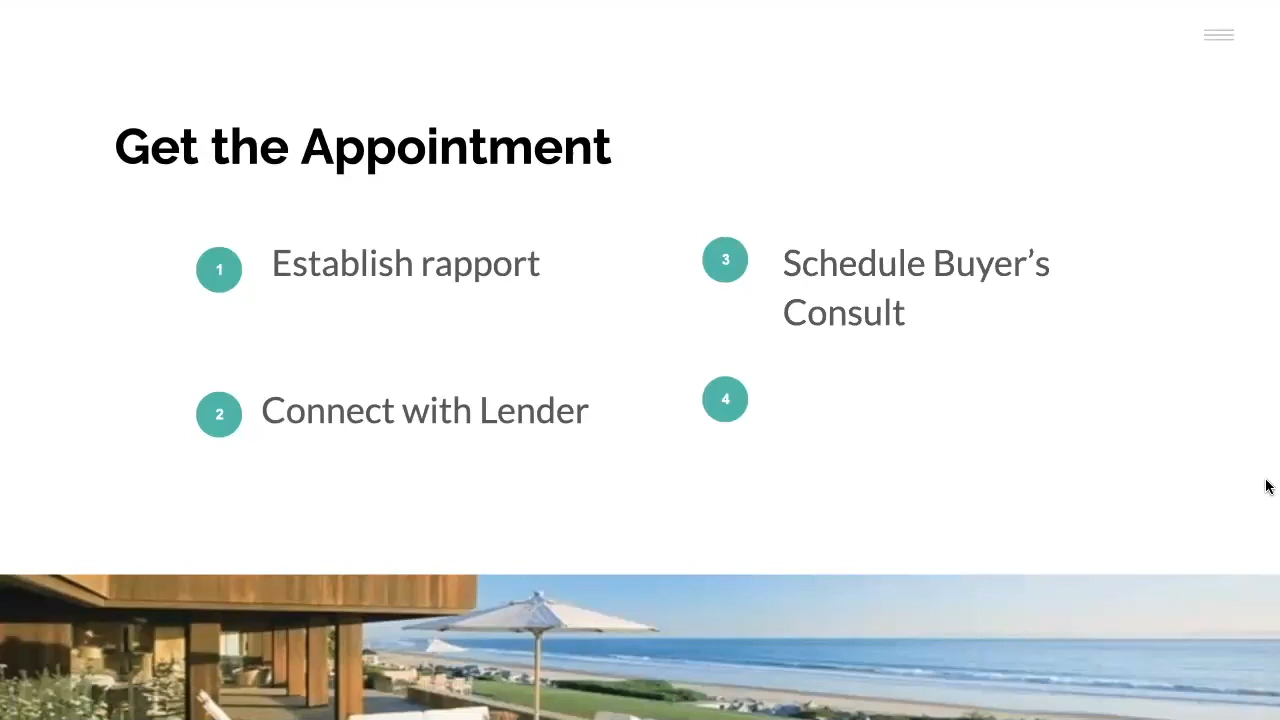 Get the Appointment
1 Establish rapport
2 Connect with Lender
3 Schedule Buyer’s
Consult
4